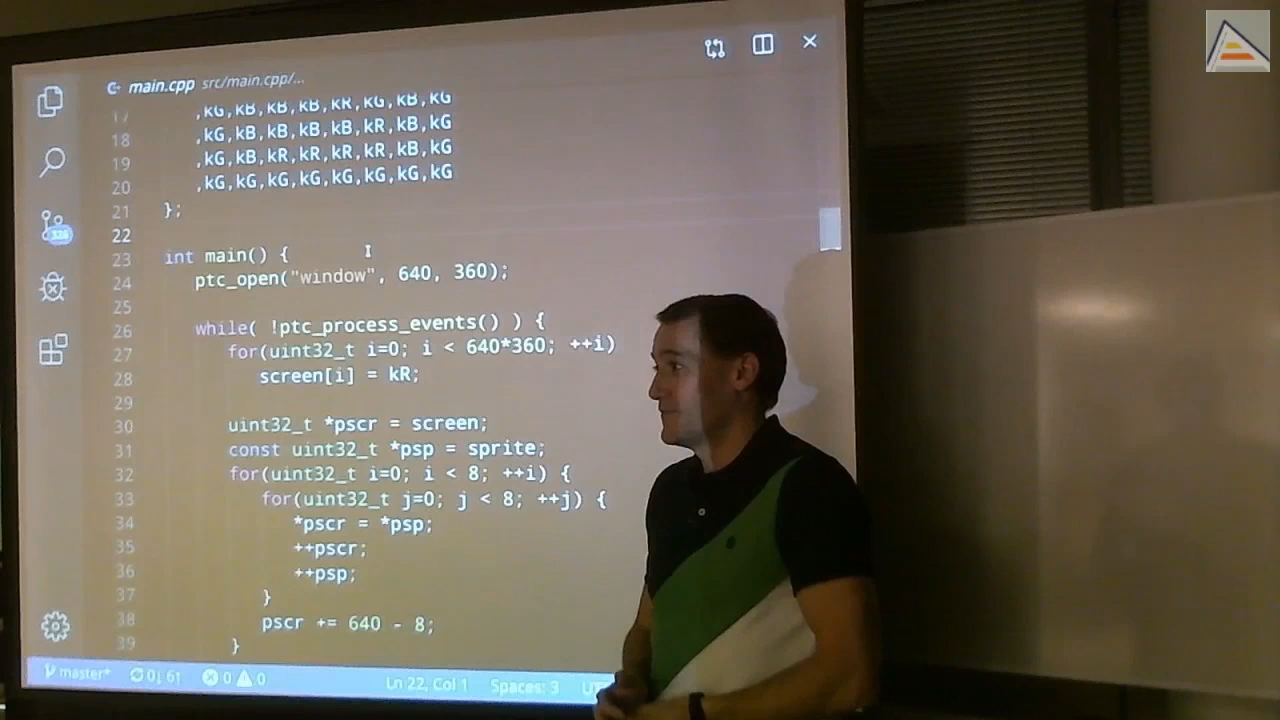 main.cpp src/main.cpp/...
17 ,kG,kB,kB,kB,kR,kG,kB,kG
18 ,kG,kB,kB,kB,kB,kR,kB,kG
19 ,kG,kB,kR,kR,kR,kR,kB,kG
20 ,kG,kG,kG,kG,kG,kG,kG,kG
21 };
22
23 int main() {
24 ptc_open("window", 640, 360);
25
26 while( !ptc_process_events() ) {
27 for(uint32_t i=0; i < 640*360; ++i)
28 screen[i] = kR;
29
30 uint32_t *pscr = screen;
31 const uint32_t *psp = sprite;
32 for(uint32_t i=0; i < 8; ++i) {
33 for(uint32_t j=0; j < 8; ++j) {
34 *pscr = *psp;
35 ++pscr;
36 ++psp;
37 }
38 pscr += 640 - 8;
39 }
326
master* 0↓ 6↑ 0 0 Ln 22, Col 1 Spaces: 3